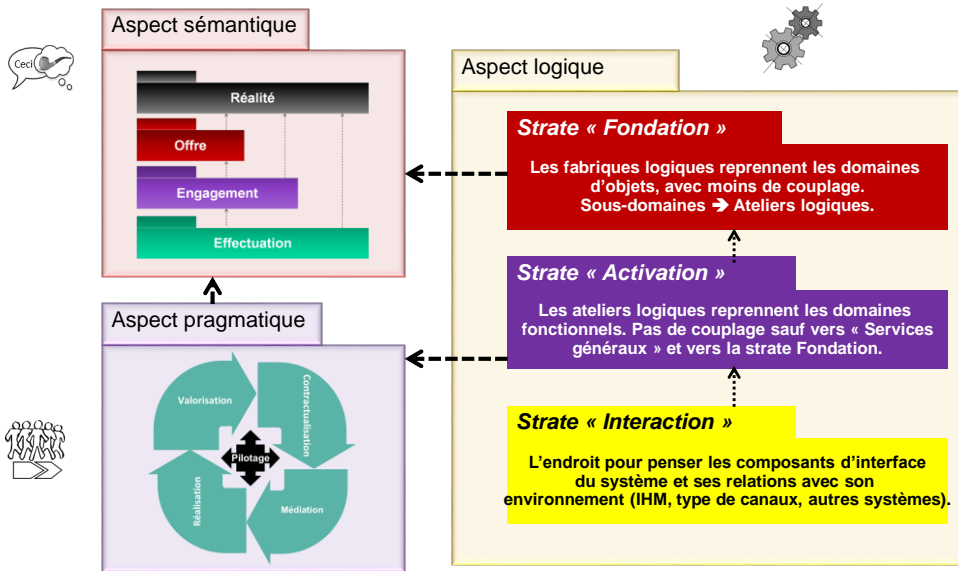 Aspect sémantique
Ceci
Réalité
Offre
Engagement
Effectuation
Aspect pragmatique
Valorisation
Contractualisation
Pilotage
Réalisation
Médiation
Aspect logique
Strate « Fondation »
Les fabriques logiques reprennent les domaines
d’objets, avec moins de couplage.
Sous-domaines ➔ Ateliers logiques.
Strate « Activation »
Les ateliers logiques reprennent les domaines
fonctionnels. Pas de couplage sauf vers « Services
généraux » et vers la strate Fondation.
Strate « Interaction »
L’endroit pour penser les composants d’interface
du système et ses relations avec son
environnement (IHM, type de canaux, autres systèmes).